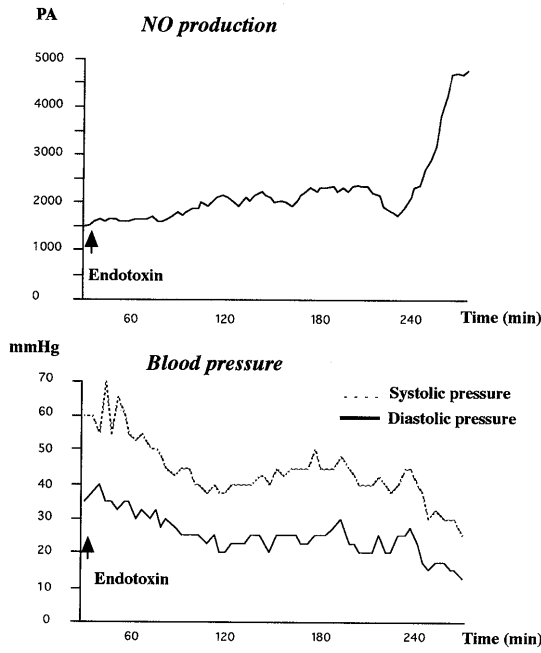 PA
NO production
5000
4000
3000
2000
1000
Endotoxin
0
60 120 180 240 Time (min)
mmHg
Blood pressure
70
Systolic pressure
60
Diastolic pressure
50
40
30
20
Endotoxin
10
0
60 120 180 240 Time (min)